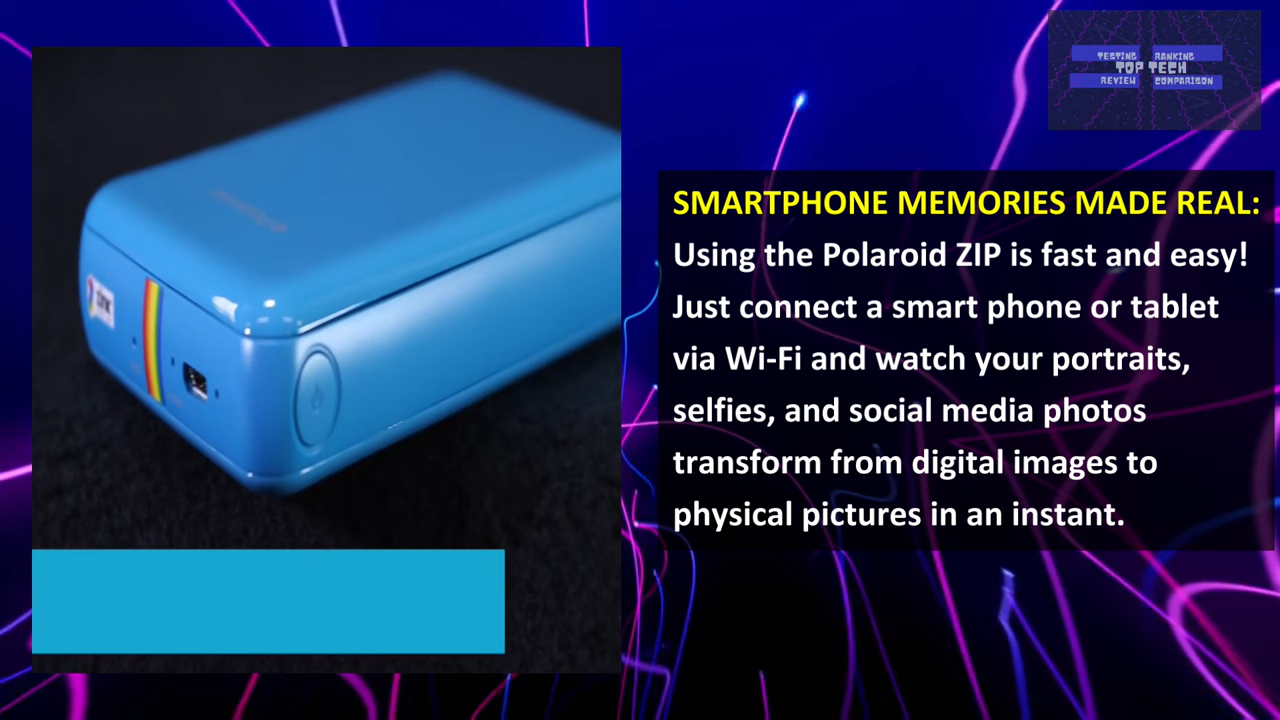 TESTING RANKING
TOP TECH
REVIEW COMPARISON
SMARTPHONE MEMORIES MADE REAL:
Using the Polaroid ZIP is fast and easy!
Just connect a smart phone or tablet
via Wi-Fi and watch your portraits,
selfies, and social media photos
transform from digital images to
physical pictures in an instant.